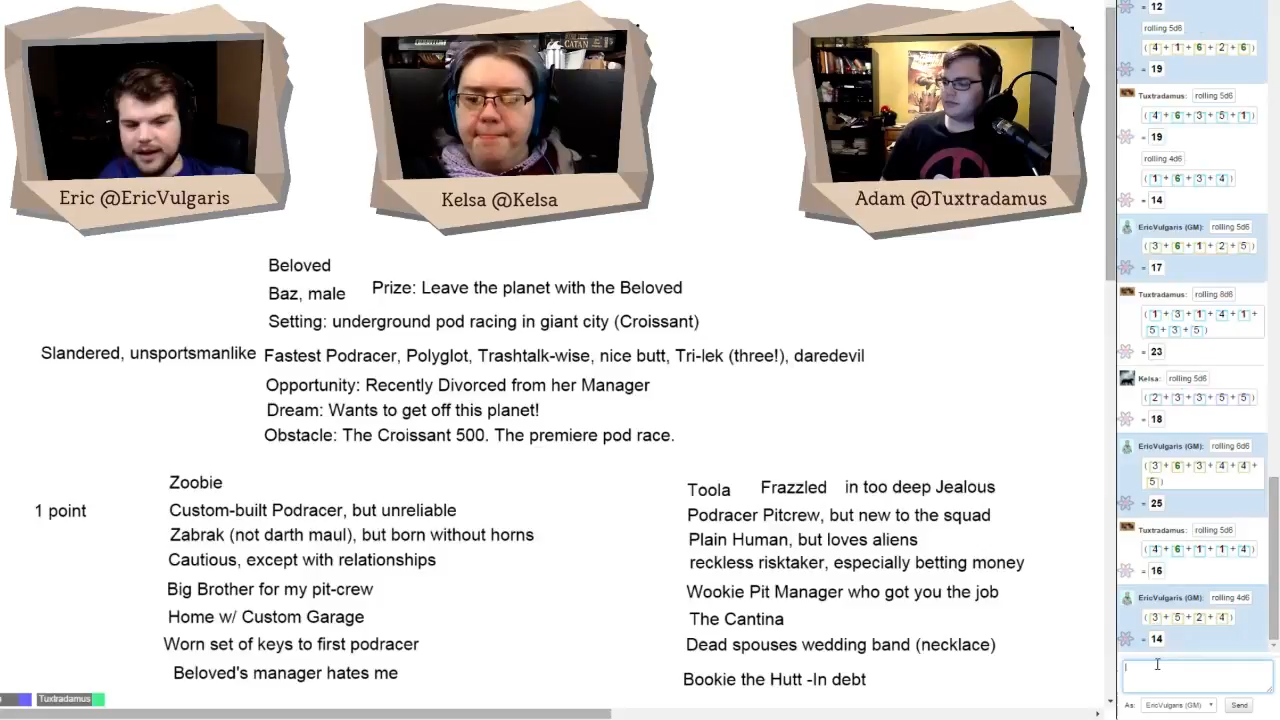 CATAN
Eric @EricVulgaris
Kelsa @Kelsa
Adam @Tuxtradamus
Beloved
Baz, male
Prize: Leave the planet with the Beloved
Setting: underground pod racing in giant city (Croissant)
Slandered, unsportsmanlike
Fastest Podracer, Polyglot, Trashtalk-wise, nice butt, Tri-lek (three!), daredevil
Opportunity: Recently Divorced from her Manager
Dream: Wants to get off this planet!
Obstacle: The Croissant 500. The premiere pod race.
1 point
Zoobie
Custom-built Podracer, but unreliable
Zabrak (not darth maul), but born without horns
Cautious, except with relationships
Big Brother for my pit-crew
Home w/ Custom Garage
Worn set of keys to first podracer
Beloved's manager hates me
Toola
Frazzled
in too deep Jealous
Podracer Pitcrew, but new to the squad
Plain Human, but loves aliens
reckless risktaker, especially betting money
Wookie Pit Manager who got you the job
The Cantina
Dead spouses wedding band (necklace)
Bookie the Hutt -In debt
Tuxtradamus
= 12
rolling 5d6
(4+1+6+2+6)
= 19
Tuxtradamus: rolling 5d6
(4+6+3+5+1)
= 19
rolling 4d6
(1+6+3+4)
= 14
EricVulgaris (GM): rolling 5d6
(3+6+1+2+5)
= 17
Tuxtradamus: rolling 8d6
(1+3+1+4+1+
5+3+5)
= 23
Kelsa: rolling 5d6
(2+3+3+5+5)
= 18
EricVulgaris (GM): rolling 6d6
(3+6+3+4+4+
5)
= 25
Tuxtradamus: rolling 5d6
(4+6+1+1+4)
= 16
EricVulgaris (GM): rolling 4d6
(3+5+2+4)
= 14
As: EricVulgaris (GM) Send